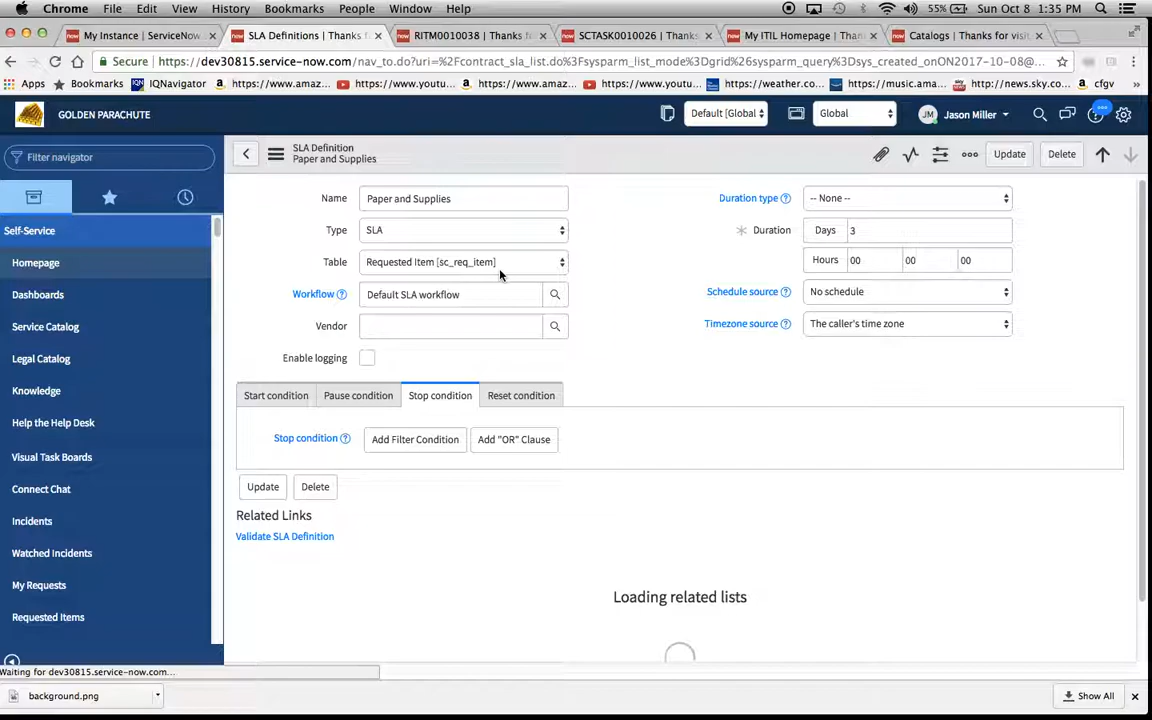 Chrome File Edit View History Bookmarks People Window Help 55% Sun Oct 8 1:35 PM
My Instance | ServiceNow SLA Definitions | Thanks f RITM0010038 | Thanks f SCTASK0010026 | Thanks My ITIL Homepage | Thank Catalogs | Thanks for visit
Secure https://dev30815.service-now.com/nav_to.do?uri=%2Fcontract_sla_list.do%3Fsysparm_list_mode%3Dgrid%26sysparm_query%3Dsys_created_onON2017-10-08@...
Apps Bookmarks IQNavigator https://www.amaz... https://www.youtu... https://www.amaz... https://www.youtu... https://weather.co... https://music.ama... http://news.sky.co... cfgv
GOLDEN PARACHUTE Default [Global Global JM Jason Miller
Filter navigator
SLA Definition
Paper and Supplies
Update Delete
Self-Service
Homepage
Dashboards
Service Catalog
Legal Catalog
Knowledge
Help the Help Desk
Visual Task Boards
Connect Chat
Incidents
Watched Incidents
My Requests
Requested Items
Name Paper and Supplies
Type SLA
Table Requested Item [sc_req_item]
Workflow Default SLA workflow
Vendor
Enable logging
Duration type -- None --
Duration Days 3
Hours 00 00 00
Schedule source No schedule
Timezone source The caller's time zone
Start condition Pause condition Stop condition Reset condition
Stop condition Add Filter Condition Add "OR" Clause
Update Delete
Related Links
Validate SLA Definition
Loading related lists
Waiting for dev30815.service-now.com...
background.png Show All